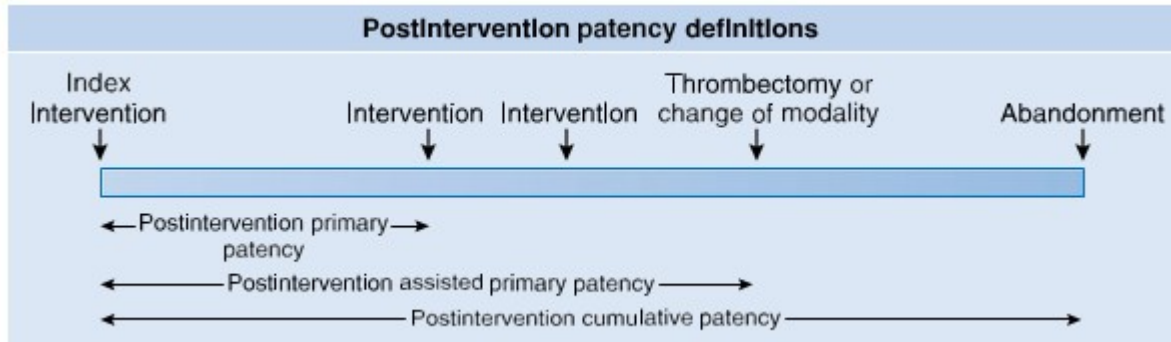 PostInterventIon patency defInItIons
Index
Intervention
Intervention
InterventIon
Thrombectomy or
change of modality
Abandonment
Postintervention primary
patency
Postintervention assisted primary patency
Postintervention cumulative patency